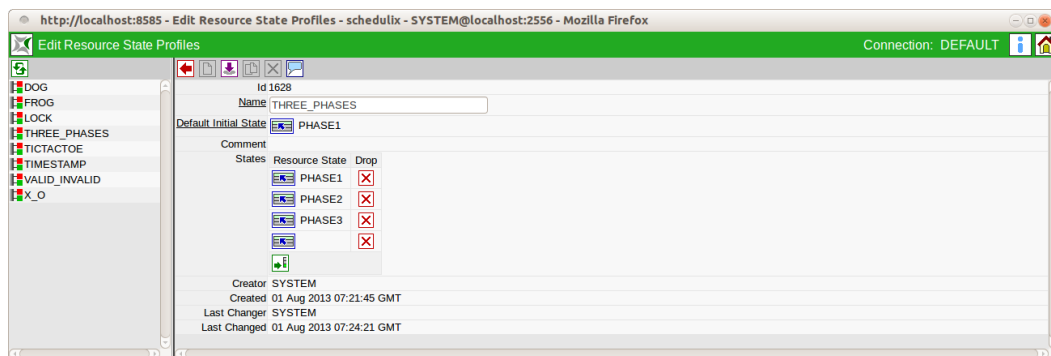 http://localhost:8585 - Edit Resource State Profiles - schedulix - SYSTEM@localhost:2556 - Mozilla Firefox
Edit Resource State Profiles
Connection: DEFAULT
DOG
FROG
LOCK
THREE_PHASES
TICTACTOE
TIMESTAMP
VALID_INVALID
X_O
Id 1628
Name THREE_PHASES
Default Initial State PHASE1
Comment
States Resource State Drop
PHASE1
PHASE2
PHASE3
Creator SYSTEM
Created 01 Aug 2013 07:21:45 GMT
Last Changer SYSTEM
Last Changed 01 Aug 2013 07:24:21 GMT